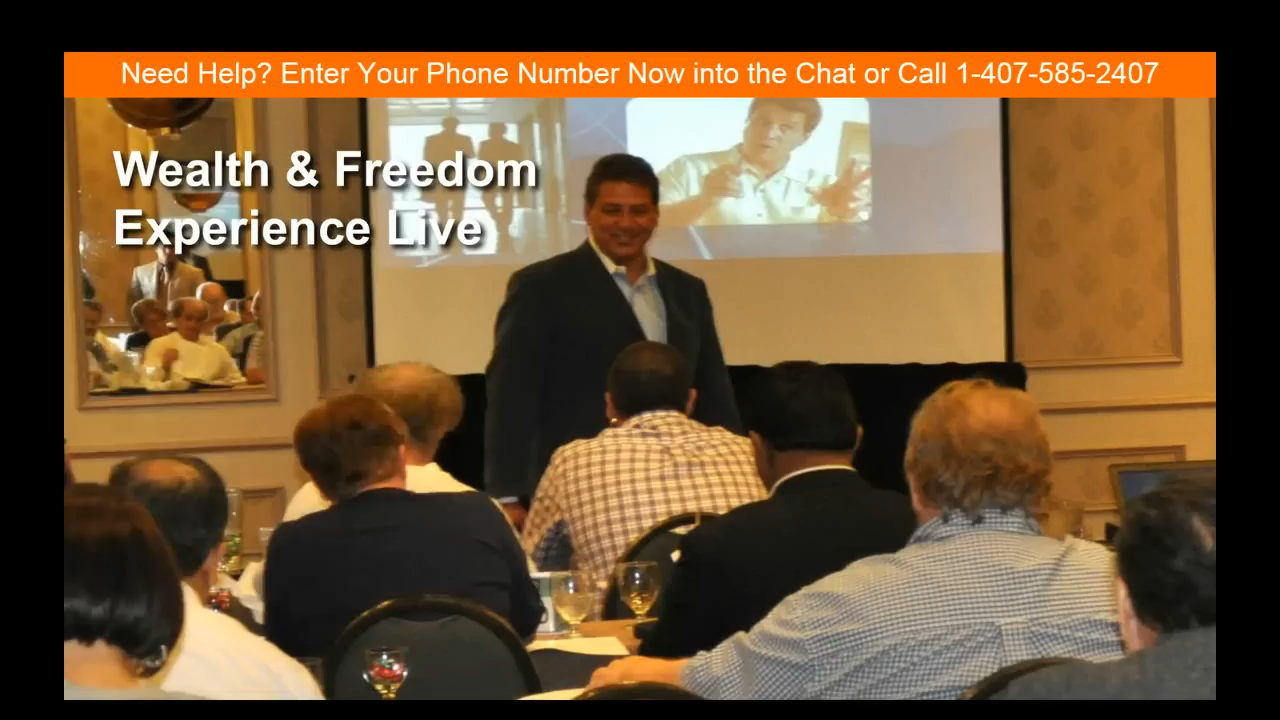 Need Help? Enter Your Phone Number Now into the Chat or Call 1-407-585-2407
Wealth & Freedom
Experience Live